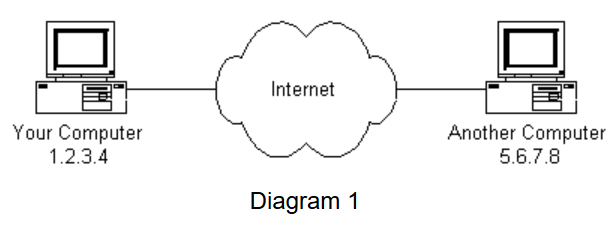 Internet
Your Computer
1.2.3.4
Another Computer
5.6.7.8
Diagram 1